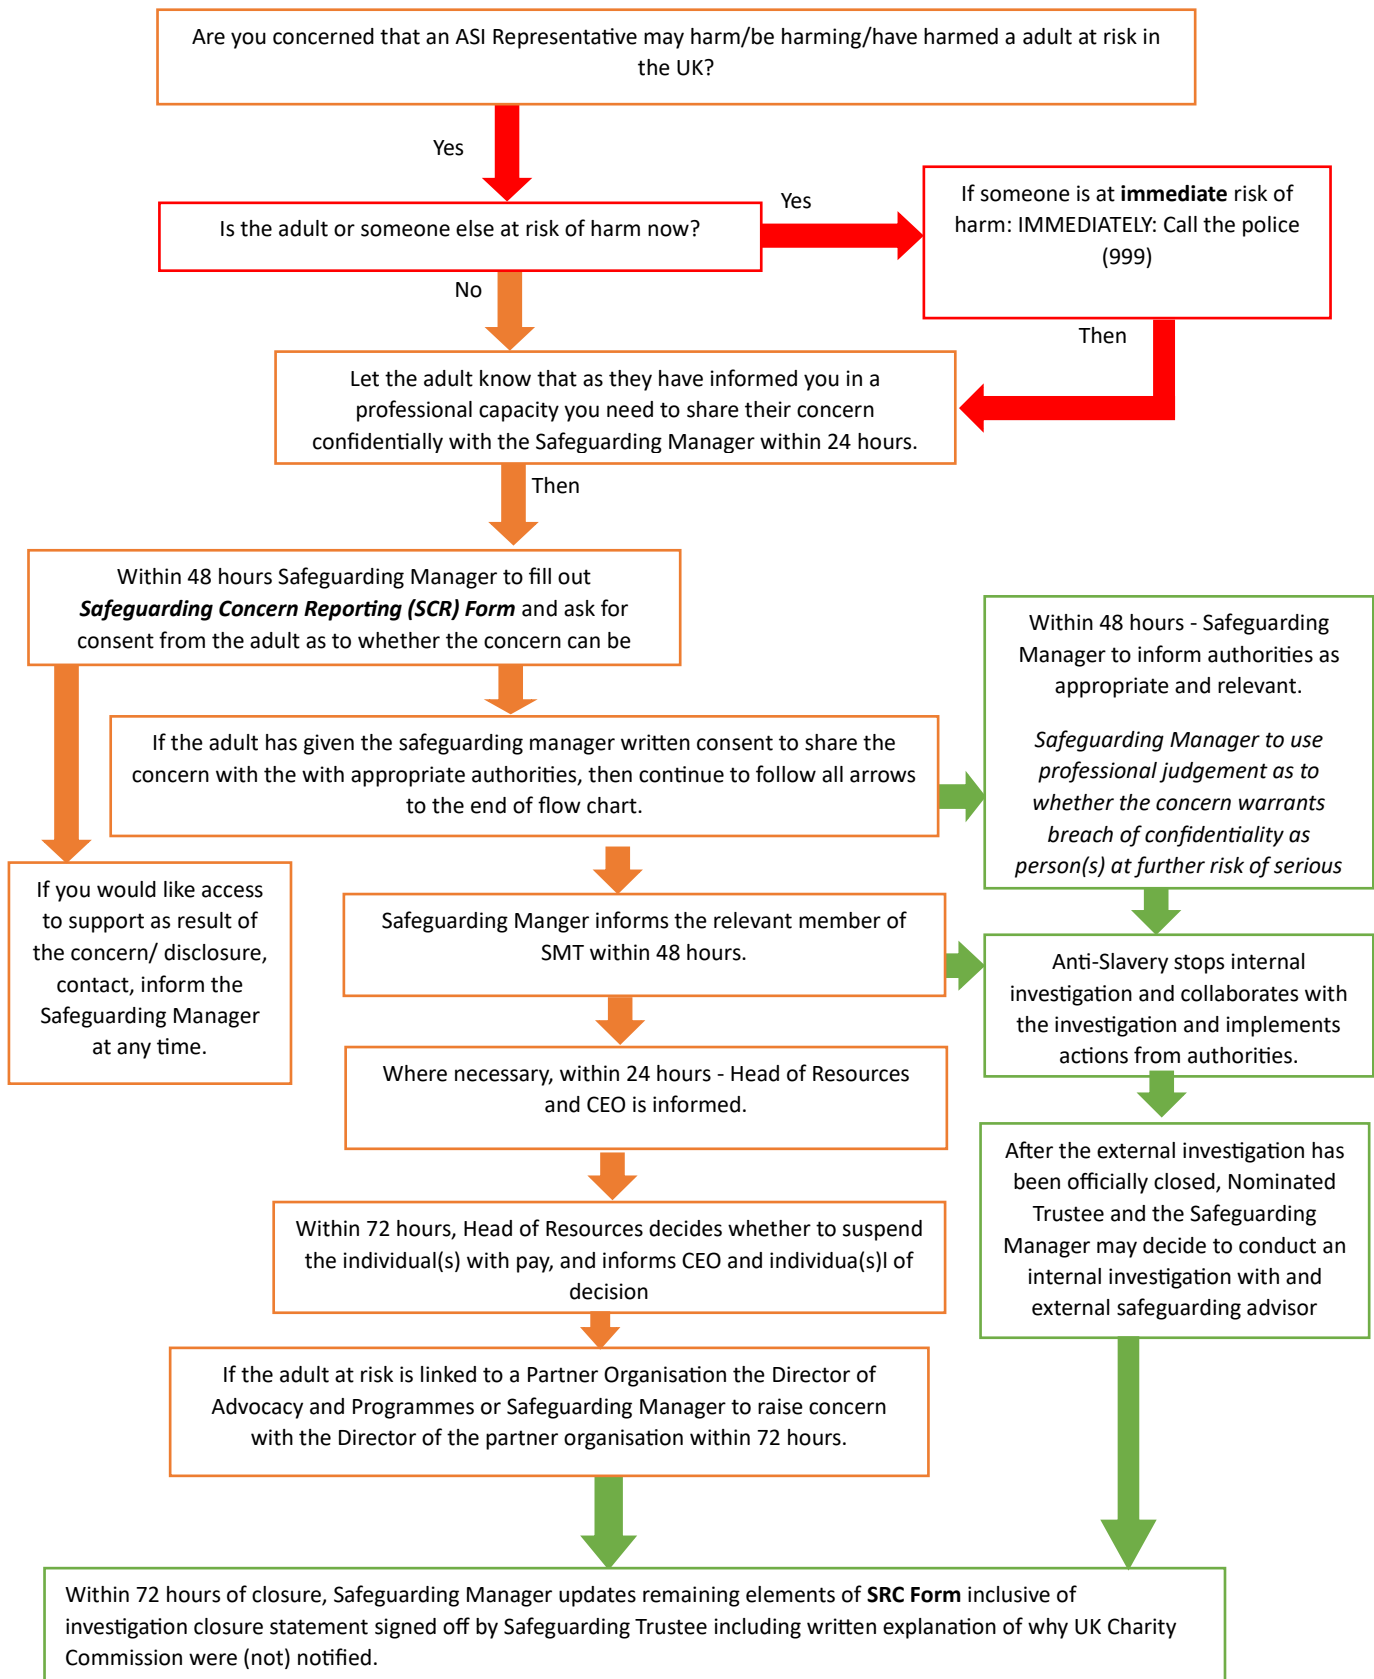 Are you concerned that an ASI Representative may harm/be harming/have harmed a adult at risk in
the UK?
Yes
Is the adult or someone else at risk of harm now?
Yes
If someone is at immediate risk of
harm: IMMEDIATELY: Call the police
(999)
No
Then
Let the adult know that as they have informed you in a
professional capacity you need to share their concern
confidentially with the Safeguarding Manager within 24 hours.
Then
Within 48 hours Safeguarding Manager to fill out
Safeguarding Concern Reporting (SCR) Form and ask for
consent from the adult as to whether the concern can be
Within 48 hours - Safeguarding
Manager to inform authorities as
appropriate and relevant.
Safeguarding Manager to use
professional judgement as to
whether the concern warrants
breach of confidentiality as
person(s) at further risk of serious
If the adult has given the safeguarding manager written consent to share the
concern with the with appropriate authorities, then continue to follow all arrows
to the end of flow chart.
If you would like access
to support as result of
the concern/ disclosure,
contact, inform the
Safeguarding Manager
at any time.
Safeguarding Manger informs the relevant member of
SMT within 48 hours.
Anti-Slavery stops internal
investigation and collaborates with
the investigation and implements
actions from authorities.
Where necessary, within 24 hours - Head of Resources
and CEO is informed.
After the external investigation has
been officially closed, Nominated
Trustee and the Safeguarding
Manager may decide to conduct an
internal investigation with and
external safeguarding advisor
Within 72 hours, Head of Resources decides whether to suspend
the individual(s) with pay, and informs CEO and individua(s)l of
decision
If the adult at risk is linked to a Partner Organisation the Director of
Advocacy and Programmes or Safeguarding Manager to raise concern
with the Director of the partner organisation within 72 hours.
Within 72 hours of closure, Safeguarding Manager updates remaining elements of SRC Form inclusive of
investigation closure statement signed off by Safeguarding Trustee including written explanation of why UK Charity
Commission were (not) notified.